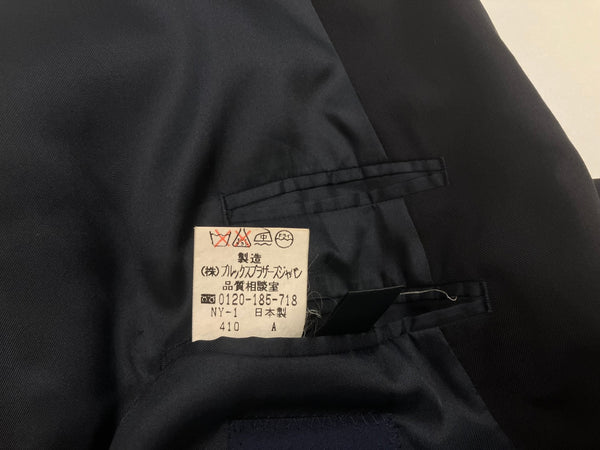 製造
(株)ブルックスブラザーズジャパン
品質相談室
0120-185-718
NY-1 日本製
410 A